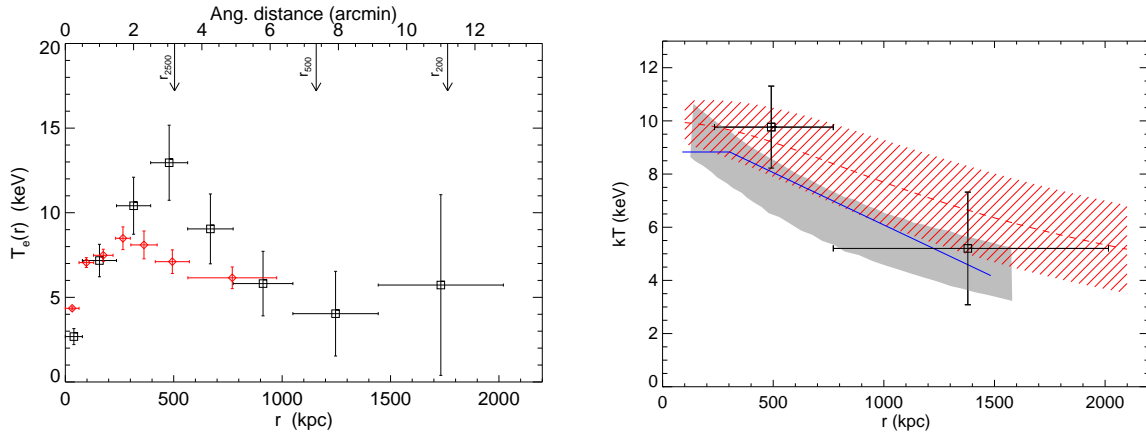 Ang. distance (arcmin)
0 2 4 6 8 10 12
r2500
r500
r200
20
15
10
5
0
Te(r) (keV)
0 500 1000 1500 2000
r (kpc)
12
10
8
6
4
2
0
kT (keV)
0 500 1000 1500 2000
r (kpc)